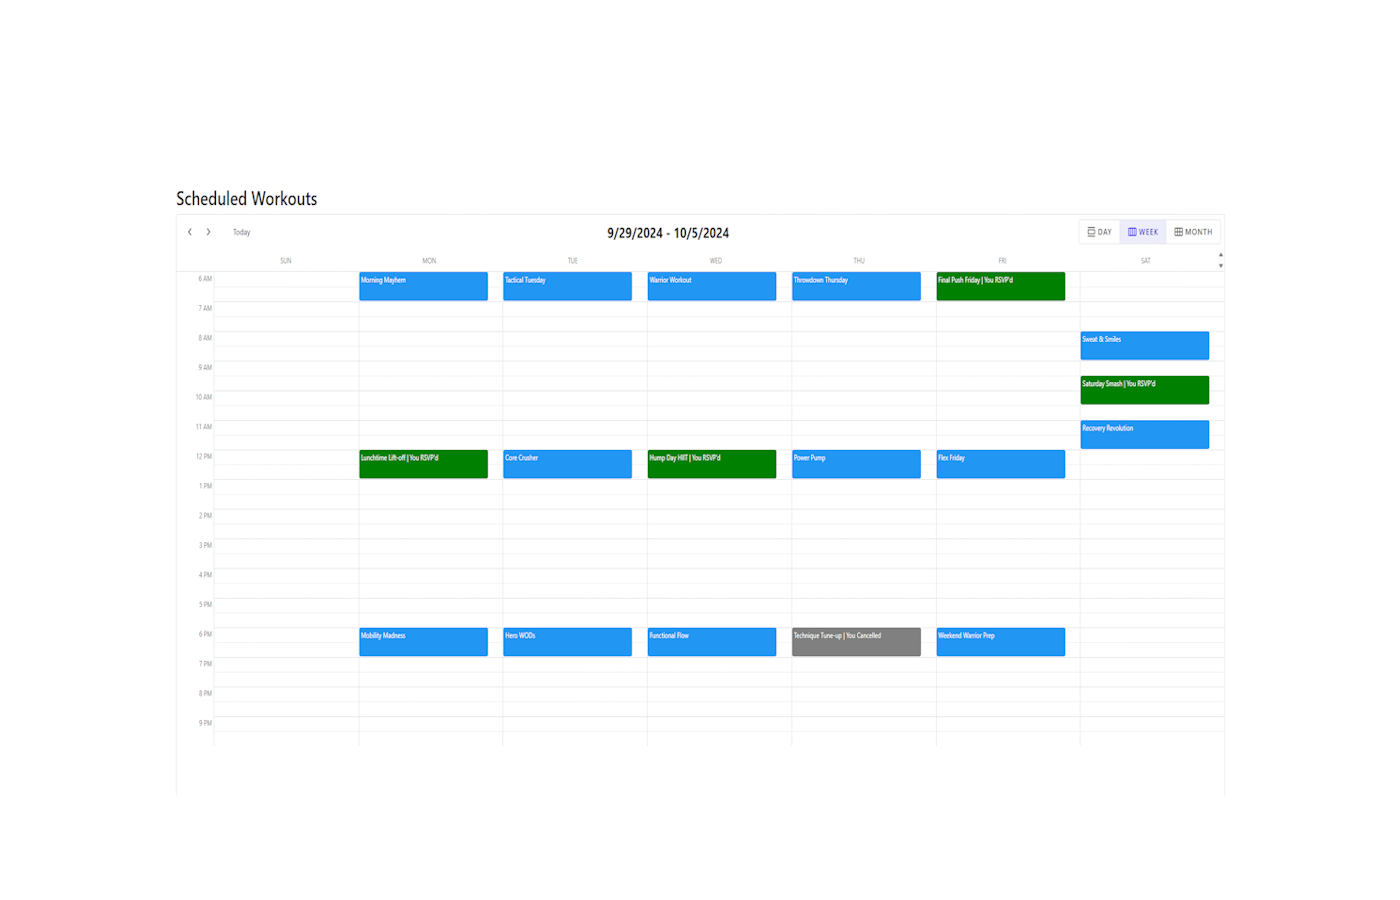 Scheduled Workouts
Today
9/29/2024 - 10/5/2024
DAY
WEEK
MONTH
SUN MON TUE WED THU FRI SAT
6 AM
Morning Mayhem
Tactical Tuesday
Warrior Workout
Throwdown Thursday
Final Push Friday | You RSVP'd
7 AM
8 AM
Sweat & Smiles
9 AM
Saturday Smash | You RSVP'd
10 AM
11 AM
Recovery Revolution
12 PM
Lunchtime Lift-off | You RSVP'd
Core Crusher
Hump Day HIIT | You RSVP'd
Power Pump
Flex Friday
1 PM
2 PM
3 PM
4 PM
5 PM
6 PM
Mobility Madness
Hero WODs
Functional Flow
Technique Tune-up | You Cancelled
Weekend Warrior Prep
7 PM
8 PM
9 PM